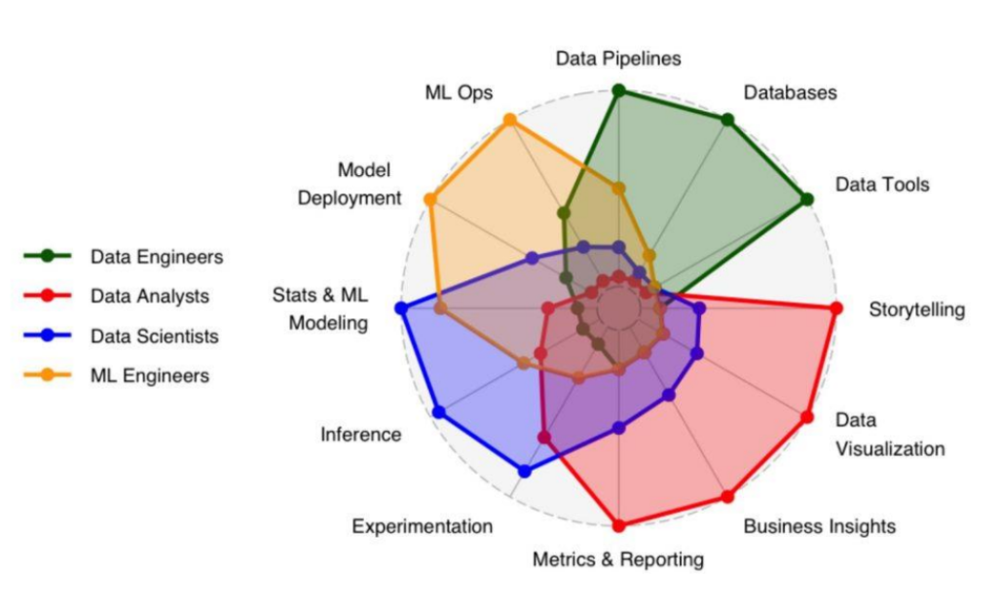 Data Pipelines
ML Ops
Databases
Model
Deployment
Data Tools
Data Engineers
Data Analysts
Data Scientists
ML Engineers
Stats & ML
Modeling
Storytelling
Inference
Data
Visualization
Experimentation
Business Insights
Metrics & Reporting